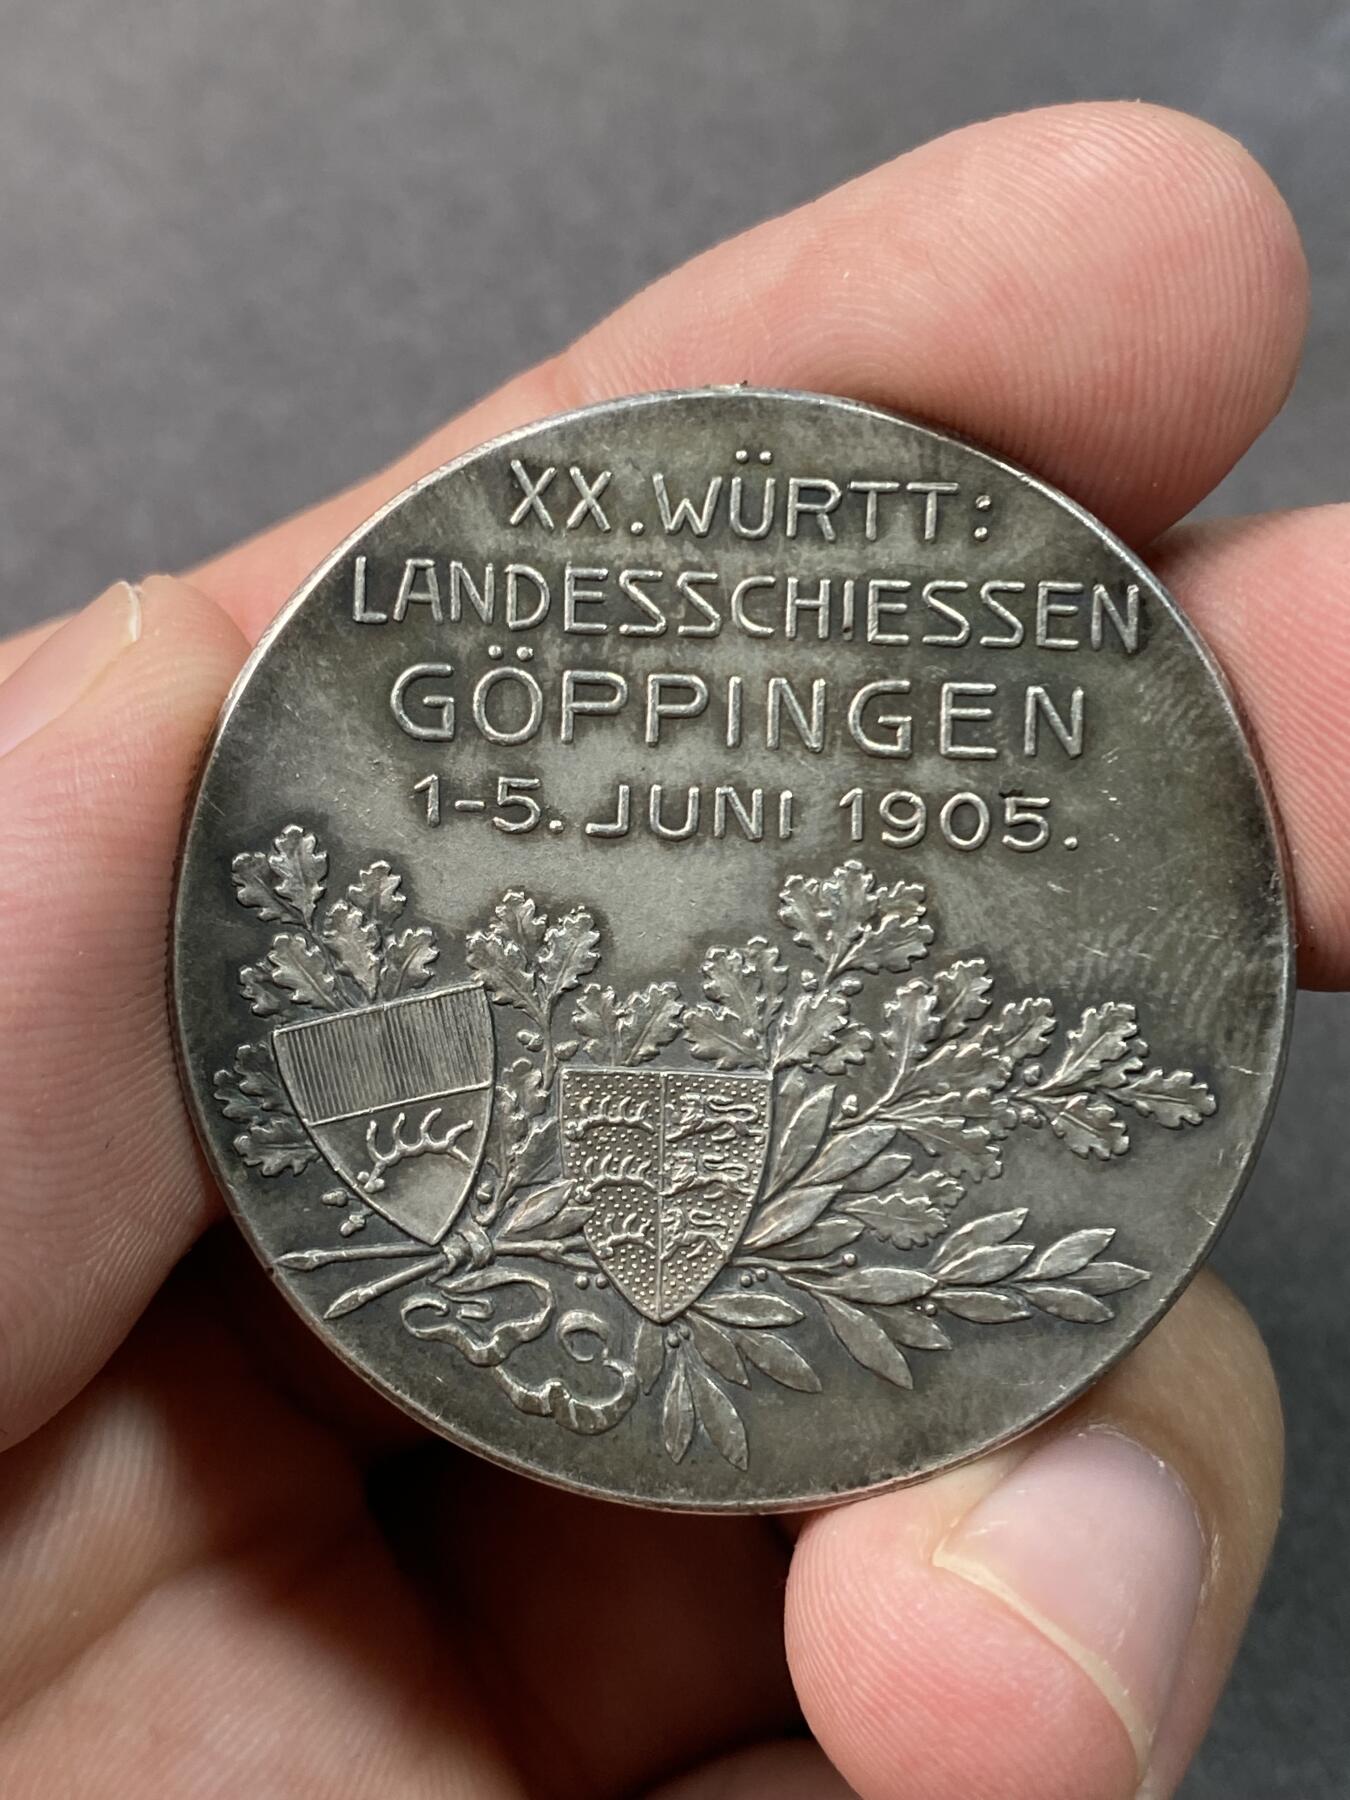 XX. WÜRTT:
LANDESSCHIESSEN
GÖPPINGEN
1-5. JUNI 1905.